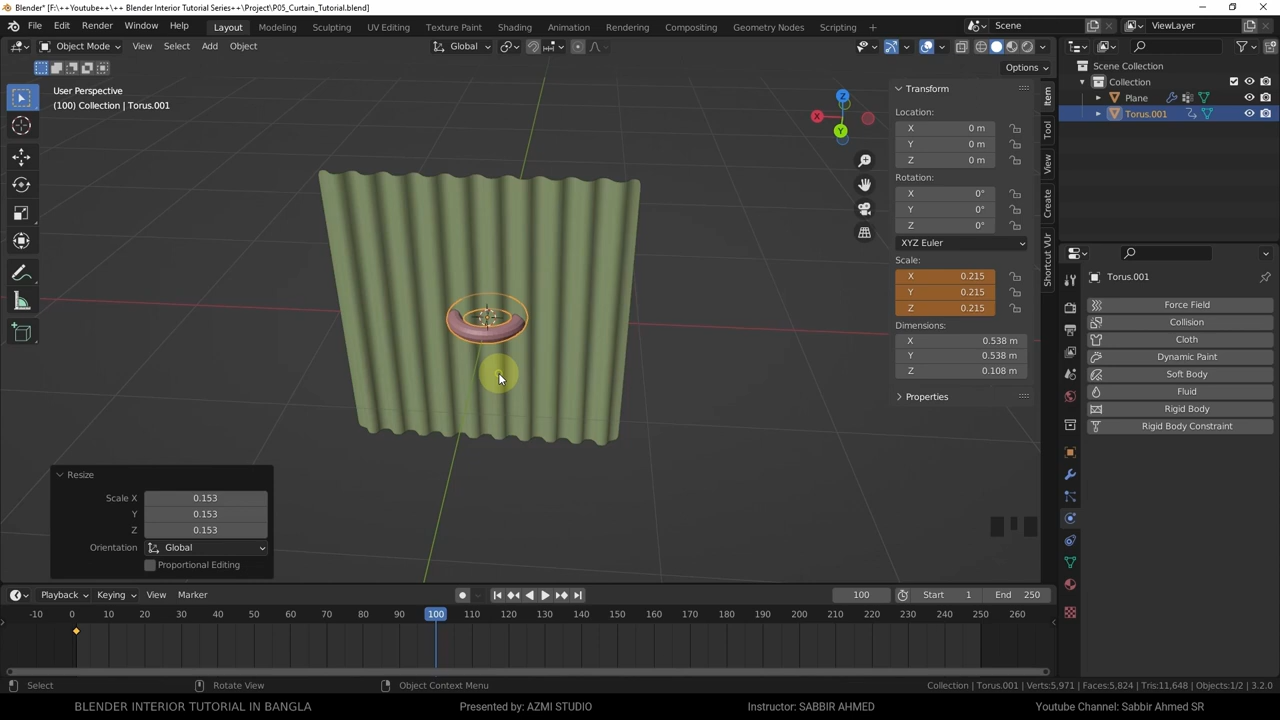 Blender* [F:\++Youtube++\++ Blender Interior Tutorial Series++\Project\P05_Curtain_Tutorial.blend]
File Edit Render Window Help Layout Modeling Sculpting UV Editing Texture Paint Shading Animation Rendering Compositing Geometry Nodes Scripting Scene ViewLayer
Object Mode View Select Add Object Global
Options
User Perspective
(100) Collection | Torus.001
Transform
Location:
X 0 m
Y 0 m
Z 0 m
Rotation:
X 0°
Y 0°
Z 0°
XYZ Euler
Scale:
X 0.215
Y 0.215
Z 0.215
Dimensions:
X 0.538 m
Y 0.538 m
Z 0.108 m
Properties
Item
Tool
View
Create
Shortcut VUr
X
Y
Z
Scene Collection
Collection
Plane
Torus.001
Torus.001
Force Field
Collision
Cloth
Dynamic Paint
Soft Body
Fluid
Rigid Body
Rigid Body Constraint
Resize
Scale X 0.153
Y 0.153
Z 0.153
Orientation Global
Proportional Editing
Playback Keying View Marker 100 Start 1 End 250
-10 0 10 20 30 40 50 60 70 80 90 100 110 120 130 140 150 160 170 180 190 200 210 220 230 240 250 260
Select Rotate View Object Context Menu Collection | Torus.001 | Verts:5,971 | Faces:5,824 | Tris:11,648 | Objects:1/2 | 3.2.0
BLENDER INTERIOR TUTORIAL IN BANGLA Presented by: AZMI STUDIO Instructor: SABBIR AHMED Youtube Channel: Sabbir Ahmed SR